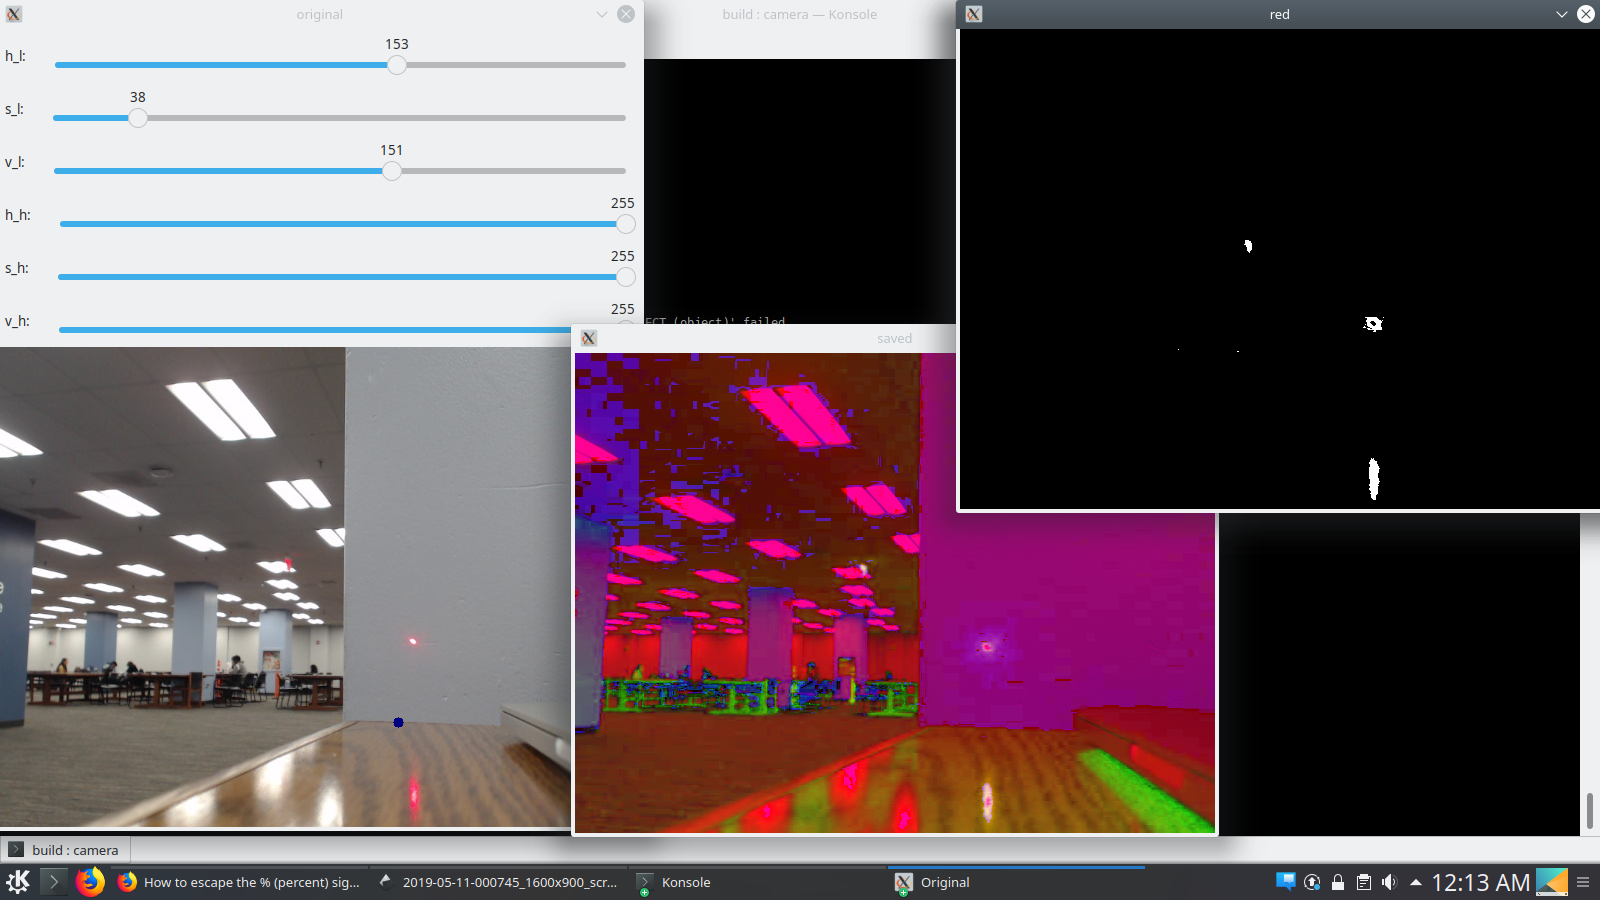 original
build : camera — Konsole
red
h_l:
153
s_l:
38
v_l:
151
h_h:
255
s_h:
255
v_h:
255
ECT (object)' failed
saved
build : camera
How to escape the % (percent) sig...
2019-05-11-000745_1600x900_scr...
Konsole
Original
12:13 AM